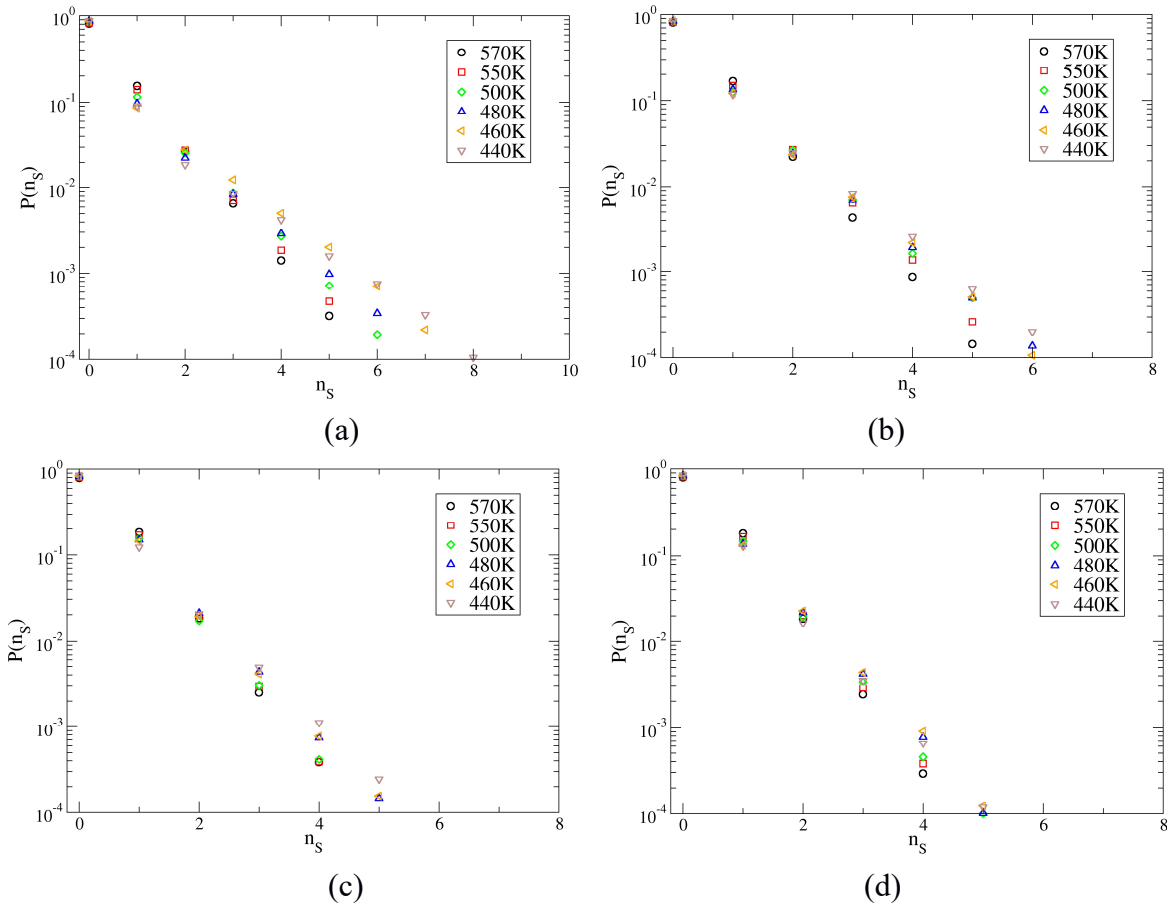 10^0
10^-1
10^-2
10^-3
10^-4
P(n_S)
570K
550K
500K
480K
460K
440K
0 2 4 6 8 10
n_S
(a)
10^0
10^-1
10^-2
10^-3
10^-4
P(n_S)
570K
550K
500K
480K
460K
440K
0 2 4 6 8
n_S
(b)
10^0
10^-1
10^-2
10^-3
10^-4
P(n_S)
570K
550K
500K
480K
460K
440K
0 2 4 6 8
n_S
(c)
10^0
10^-1
10^-2
10^-3
10^-4
P(n_S)
570K
550K
500K
480K
460K
440K
0 2 4 6 8
n_S
(d)